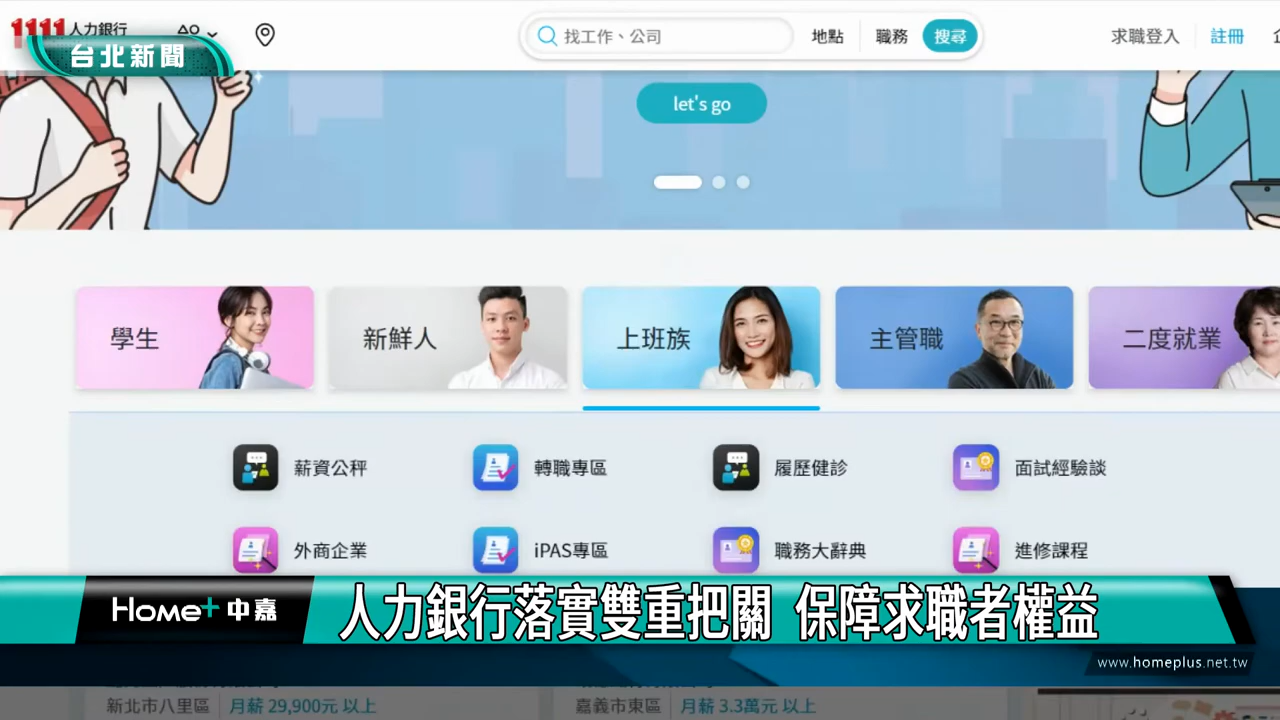 1111 人力銀行
台北新聞
找工作、公司 地點 職務 搜尋 求職登入 註冊
let's go
學生 新鮮人 上班族 主管職 二度就業
薪資公秤 轉職專區 履歷健診 面試經驗談
外商企業 iPAS專區 職務大辭典 進修課程
Home+ 中嘉 人力銀行落實雙重把關 保障求職者權益
www.homeplus.net.tw
新北市八里區 月薪 29,900元 以上 嘉義市東區 月薪 3.3萬元 以上